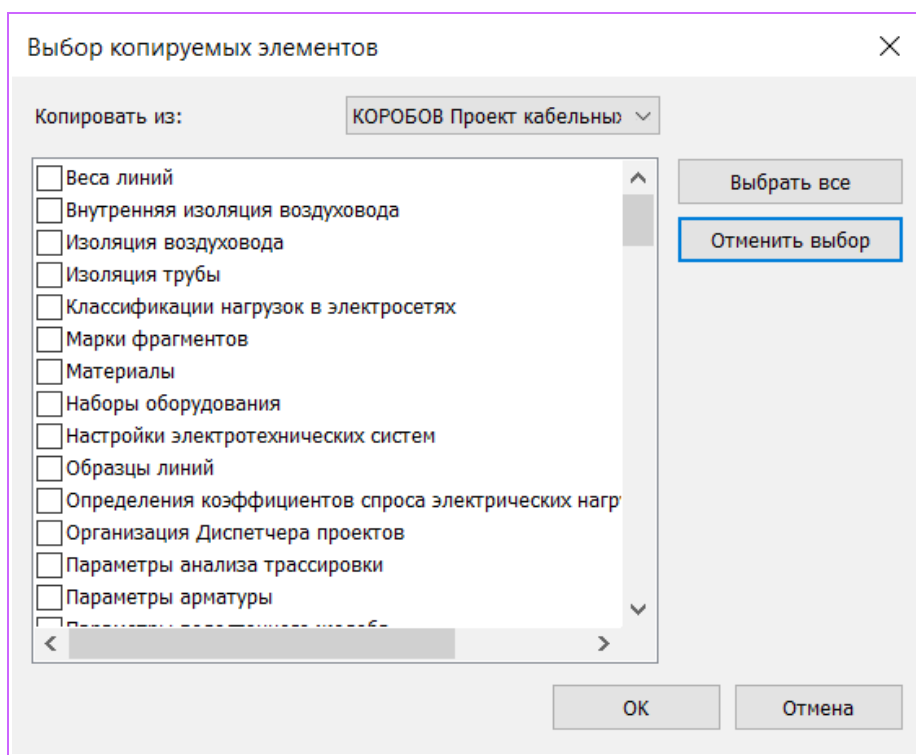 Выбор копируемых элементов
Копировать из:
КОРОБОВ Проект кабельных
Веса линий
Выбрать все
Внутренняя изоляция воздуховода
Изоляция воздуховода
Отменить выбор
Изоляция трубы
Классификации нагрузок в электросетях
Марки фрагментов
Материалы
Наборы оборудования
Настройки электротехнических систем
Образцы линий
Определения коэффициентов спроса электрических нагр
Организация Диспетчера проектов
Параметры анализа трассировки
Параметры арматуры
ОК
Отмена